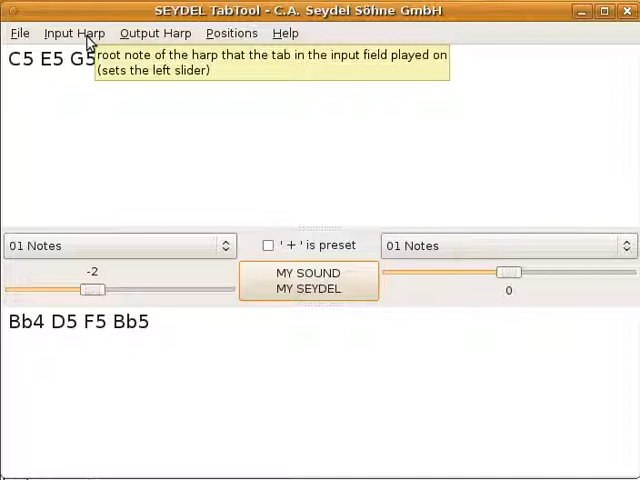 SEYDEL TabTool - C.A. Seydel Söhne GmbH
File Input Harp Output Harp Positions Help
root note of the harp that the tab in the input field played on
(sets the left slider)
C5 E5 G5
01 Notes ' + ' is preset 01 Notes
-2 MY SOUND
MY SEYDEL 0
Bb4 D5 F5 Bb5